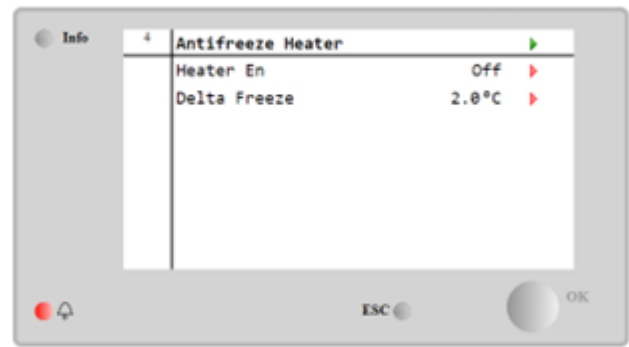 Info
4 Antifreeze Heater
Heater En Off
Delta Freeze 2.0°C
ESC
OK